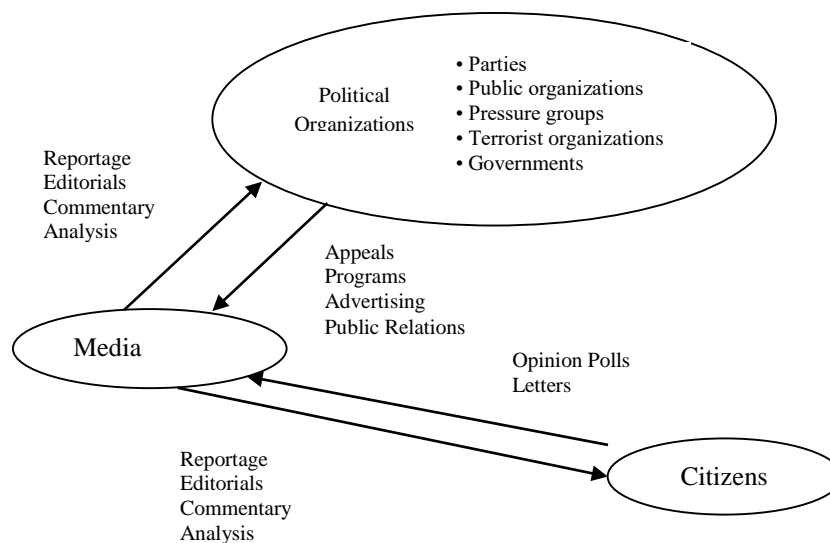 Political
Organizations
• Parties
• Public organizations
• Pressure groups
• Terrorist organizations
• Governments
Reportage
Editorials
Commentary
Analysis
Appeals
Programs
Advertising
Public Relations
Media
Opinion Polls
Letters
Citizens
Reportage
Editorials
Commentary
Analysis